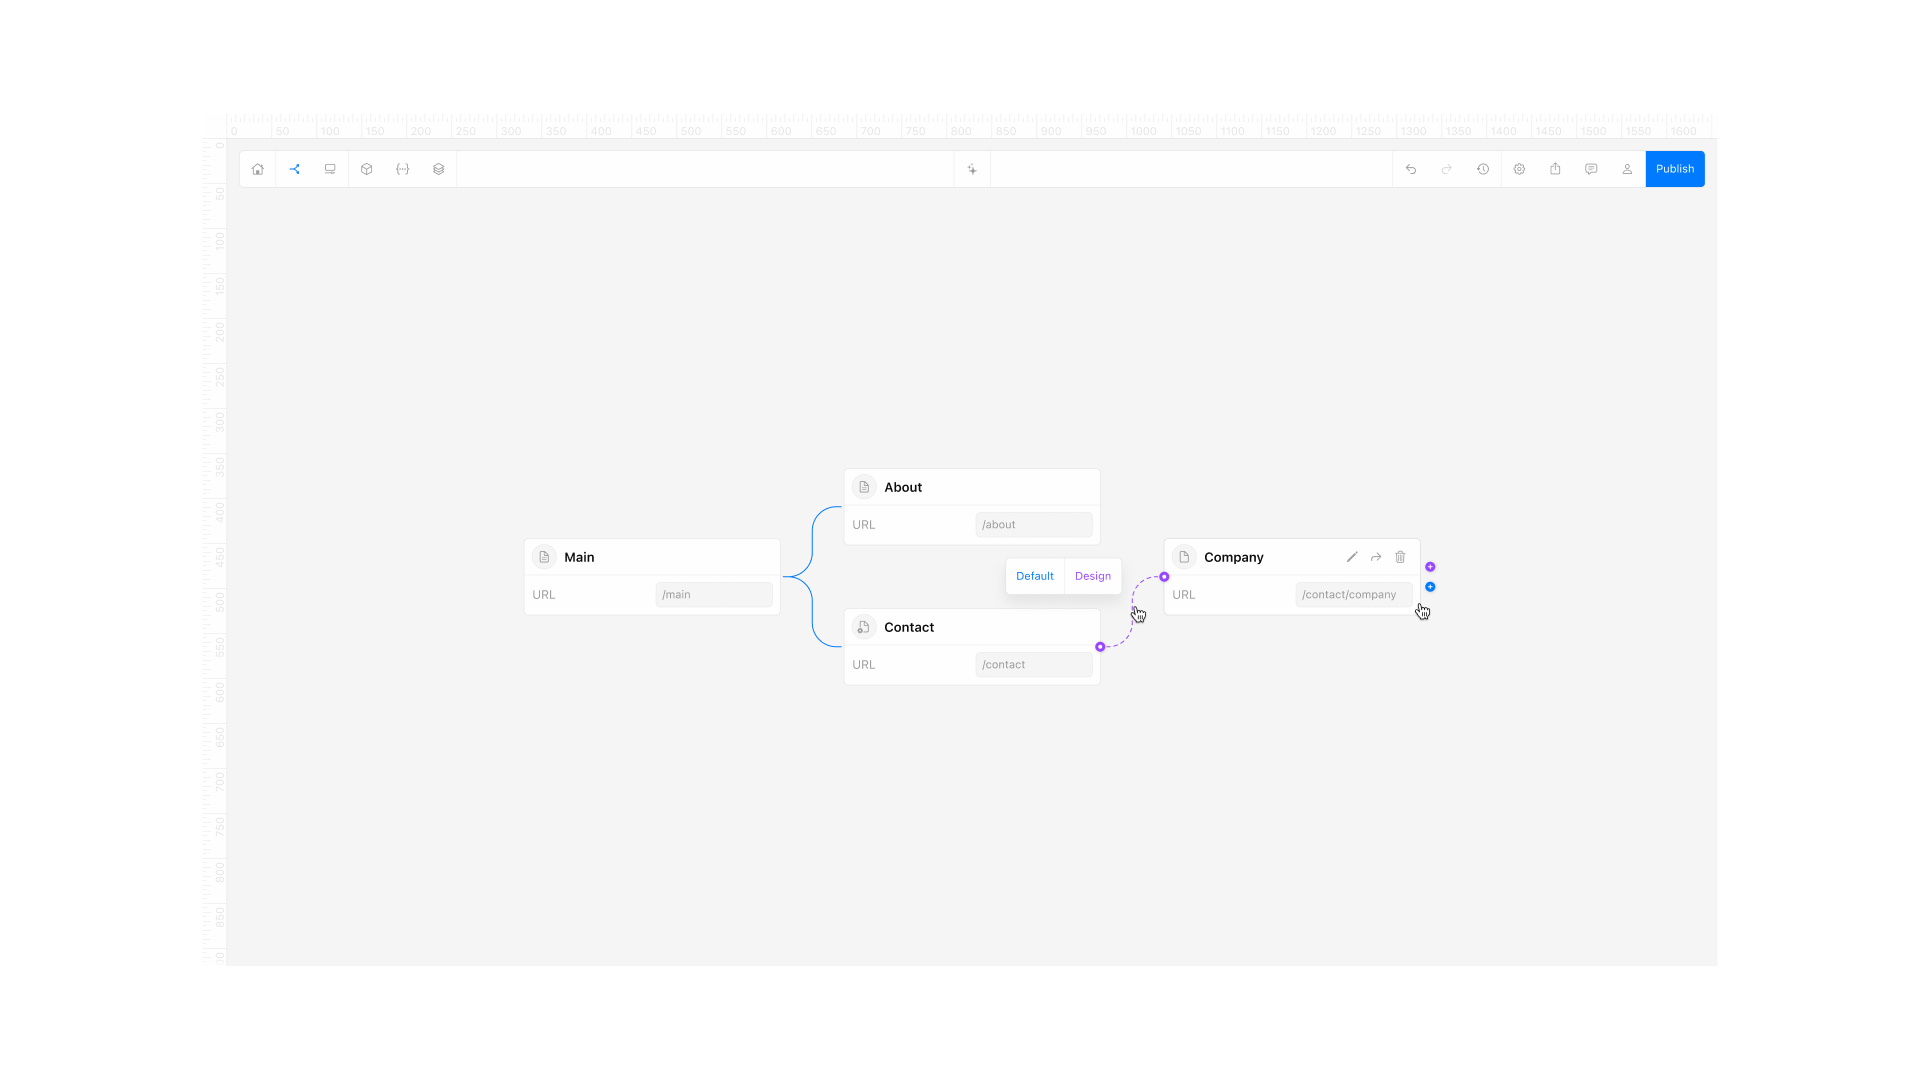 0 50 100 150 200 250 300 350 400 450 500 550 600 650 700 750 800 850 900 950 1000 1050 1100 1150 1200 1250 1300 1350 1400 1450 1500 1550 1600
Publish
0
50
100
150
200
250
300
350
400
450
500
550
600
650
700
750
800
850
About
URL /about
Main
URL /main
Default Design
Contact
URL /contact
Company
URL /contact/company